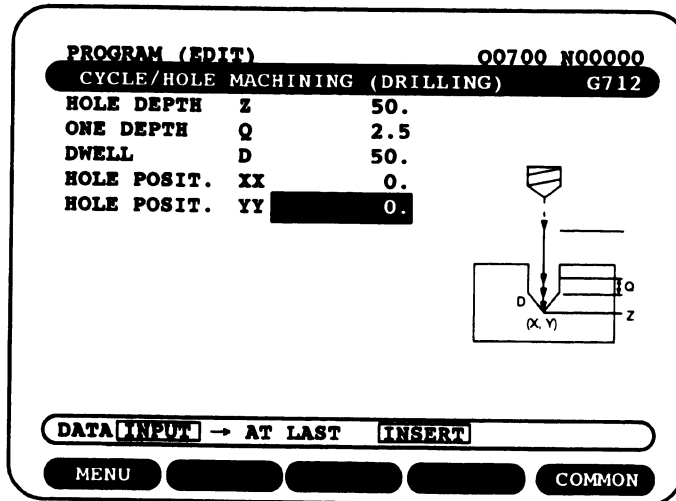 PROGRAM (EDIT) O0700 N00000
CYCLE/HOLE MACHINING (DRILLING) G712
HOLE DEPTH Z 50.
ONE DEPTH Q 2.5
DWELL D 50.
HOLE POSIT. XX 0.
HOLE POSIT. YY 0.
Q
D
Z
(X, Y)
DATA INPUT → AT LAST INSERT
MENU COMMON